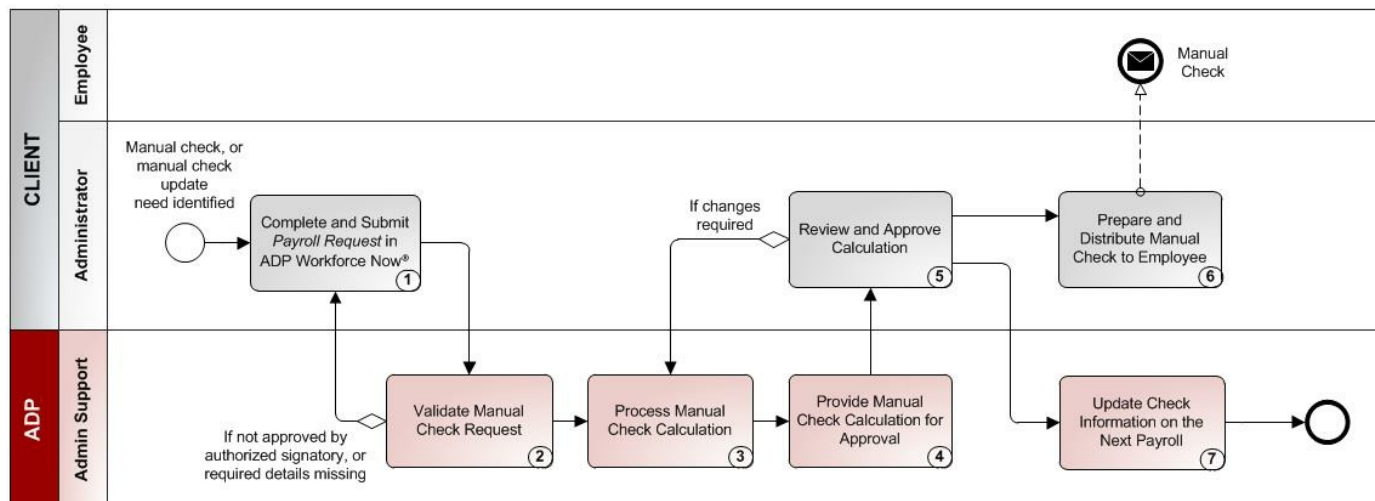 CLIENT
Employee
Manual
Check
Administrator
Manual check, or
manual check
update
need identified
Complete and Submit
Payroll Request in
ADP Workforce Now®
1
If changes
required
Review and Approve
Calculation
5
Prepare and
Distribute Manual
Check to Employee
6
ADP
Admin Support
If not approved by
authorized signatory, or
required details missing
Validate Manual
Check Request
2
Process Manual
Check Calculation
3
Provide Manual
Check Calculation for
Approval
4
Update Check
Information on the
Next Payroll
7